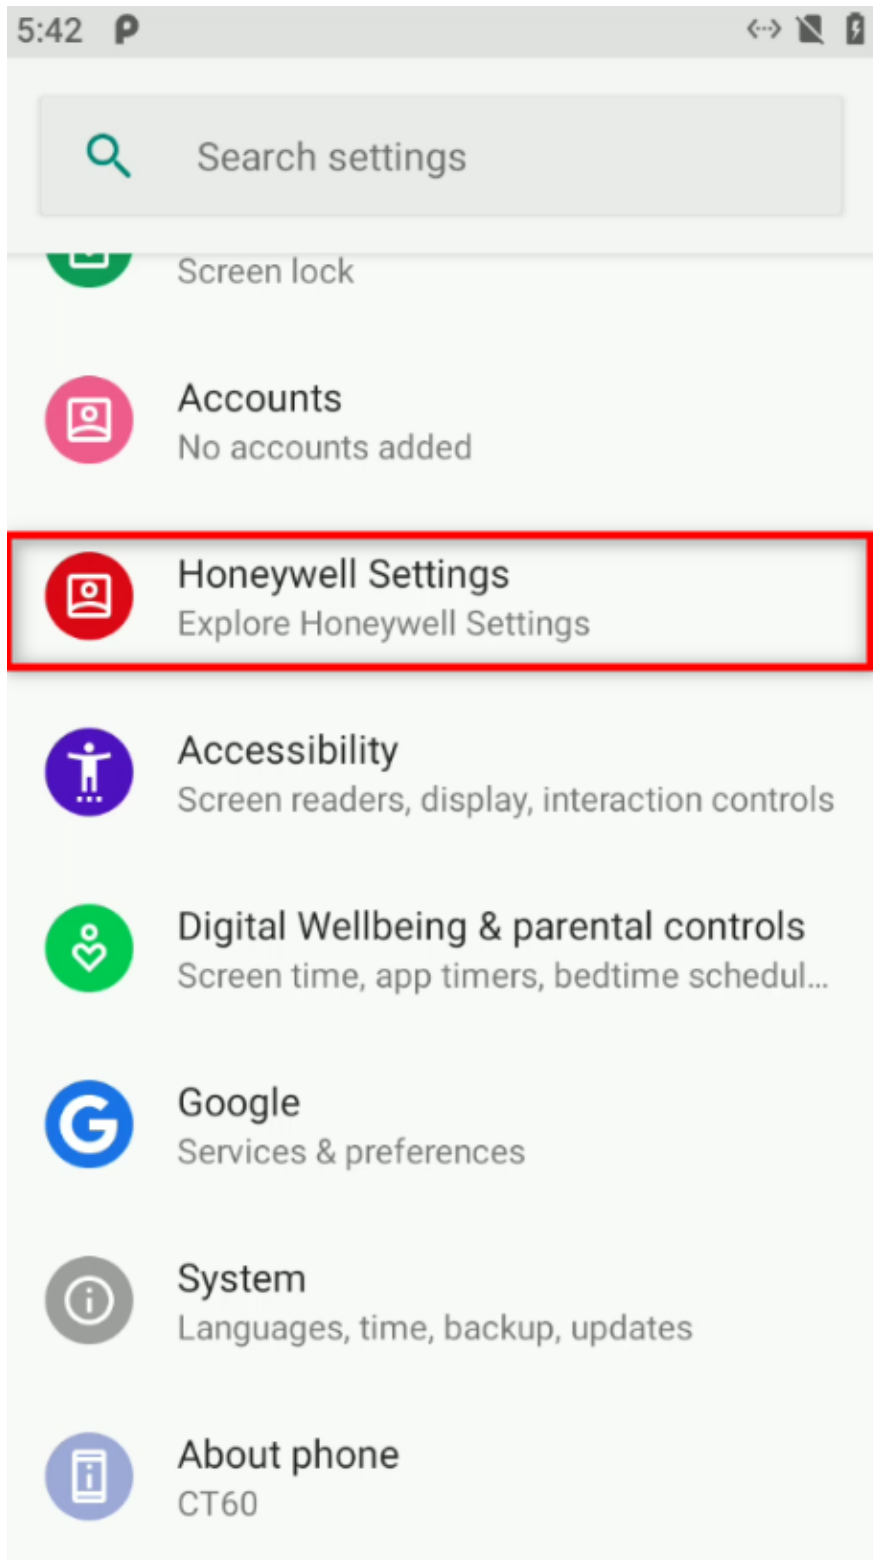 5:42
Search settings
Screen lock
Accounts
No accounts added
Honeywell Settings
Explore Honeywell Settings
Accessibility
Screen readers, display, interaction controls
Digital Wellbeing & parental controls
Screen time, app timers, bedtime schedul...
Google
Services & preferences
System
Languages, time, backup, updates
About phone
CT60